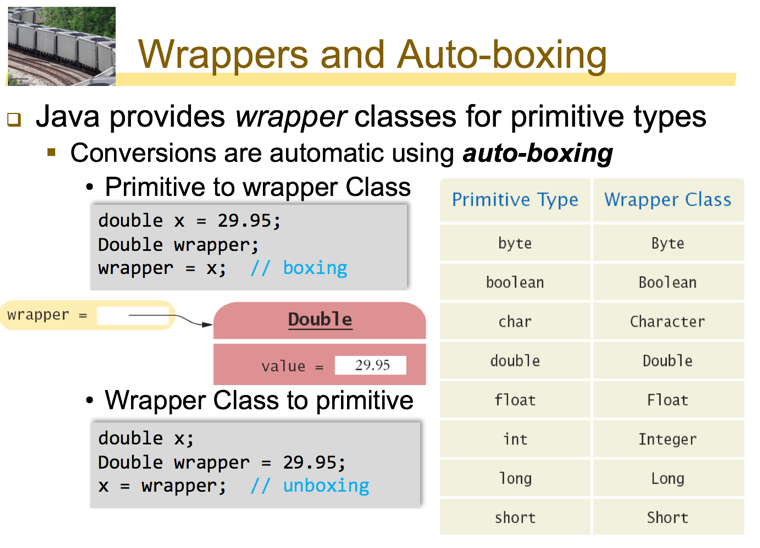 Wrappers and Auto-boxing
Java provides wrapper classes for primitive types
Conversions are automatic using auto-boxing
• Primitive to wrapper Class
double x = 29.95;
Double wrapper;
wrapper = x; // boxing
wrapper =
Double
value = 29.95
• Wrapper Class to primitive
double x;
Double wrapper = 29.95;
x = wrapper; // unboxing
Primitive Type Wrapper Class
byte Byte
boolean Boolean
char Character
double Double
float Float
int Integer
long Long
short Short